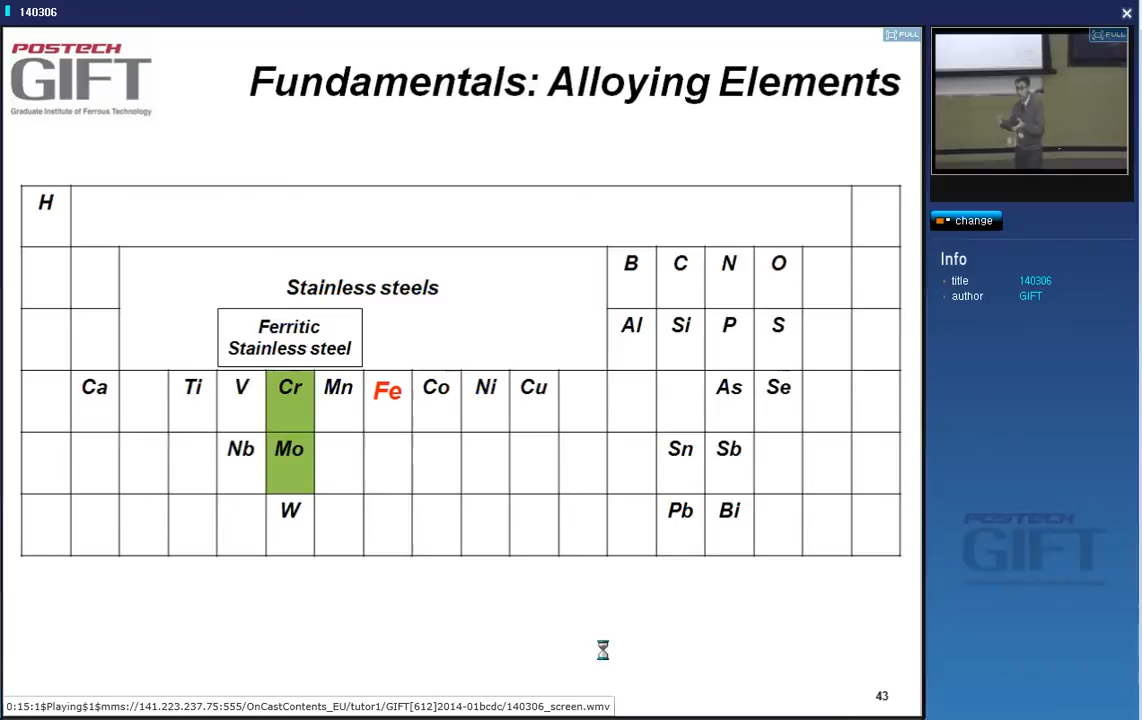 140306
POSTECH
GIFT
Graduate Institute of Ferrous Technology
Fundamentals: Alloying Elements
FULL
FULL
change
Info
title 140306
author GIFT
H
Stainless steels
B C N O
Ferritic
Stainless steel
Al Si P S
Ca Ti V Cr Mn Fe Co Ni Cu As Se
Nb Mo Sn Sb
W Pb Bi
POSTECH
GIFT
43
0:15:1$Playing$1$mms://141.223.237.75:555/OnCastContents_EU/tutor1/GIFT[612]2014-01bcdc/140306_screen.wmv